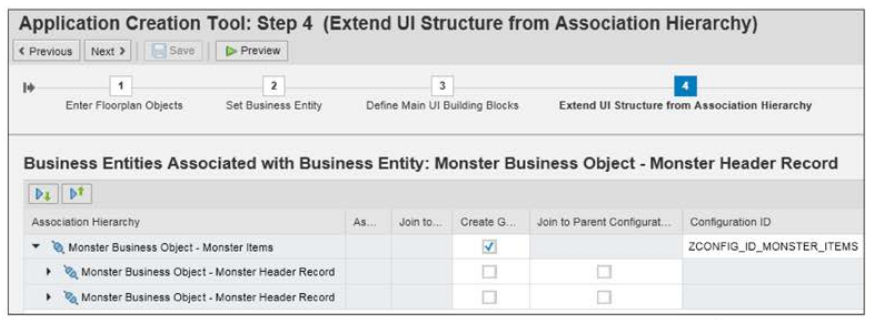 Application Creation Tool: Step 4 (Extend UI Structure from Association Hierarchy)
Previous Next Save Preview
1 2 3 4
Enter Floorplan Objects Set Business Entity Define Main UI Building Blocks Extend UI Structure from Association Hierarchy
Business Entities Associated with Business Entity: Monster Business Object - Monster Header Record
Association Hierarchy As... Join to... Create G... Join to Parent Configurat... Configuration ID
Monster Business Object - Monster Items ZCONFIG_ID_MONSTER_ITEMS
Monster Business Object - Monster Header Record
Monster Business Object - Monster Header Record